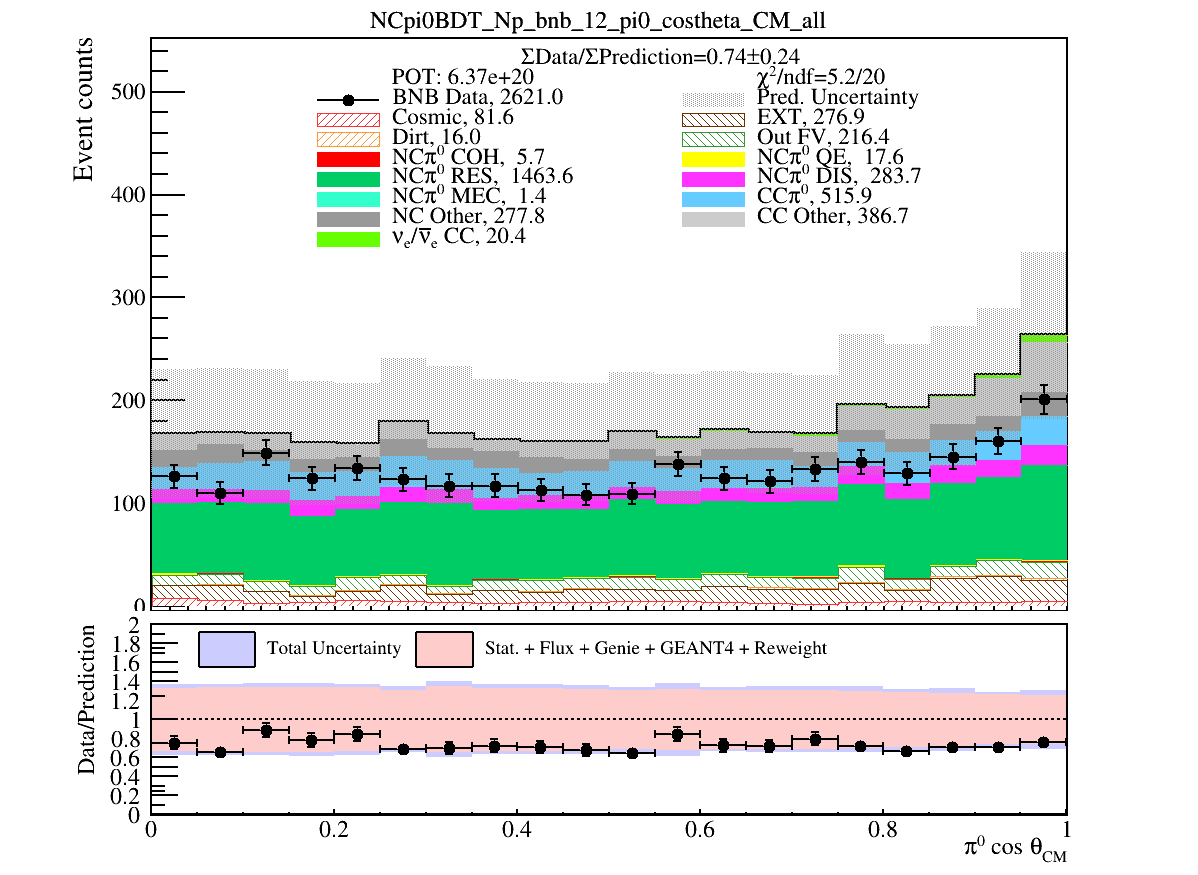 NCpi0BDT_Np_bnb_12_pi0_costheta_CM_all
ΣData/ΣPrediction=0.74±0.24
POT: 6.37e+20
χ²/ndf=5.2/20
BNB Data, 2621.0
Pred. Uncertainty
Cosmic, 81.6
EXT, 276.9
Dirt, 16.0
Out FV, 216.4
NCπ⁰ COH, 5.7
NCπ⁰ QE, 17.6
NCπ⁰ RES, 1463.6
NCπ⁰ DIS, 283.7
NCπ⁰ MEC, 1.4
CCπ⁰, 515.9
NC Other, 277.8
CC Other, 386.7
νₑ/ν̅ₑ CC, 20.4
Event counts
500
400
300
200
100
0
Total Uncertainty
Stat. + Flux + Genie + GEANT4 + Reweight
Data/Prediction
2
1.8
1.6
1.4
1.2
1
0.8
0.6
0.4
0.2
0
0 0.2 0.4 0.6 0.8 1
π⁰ cos θ_CM